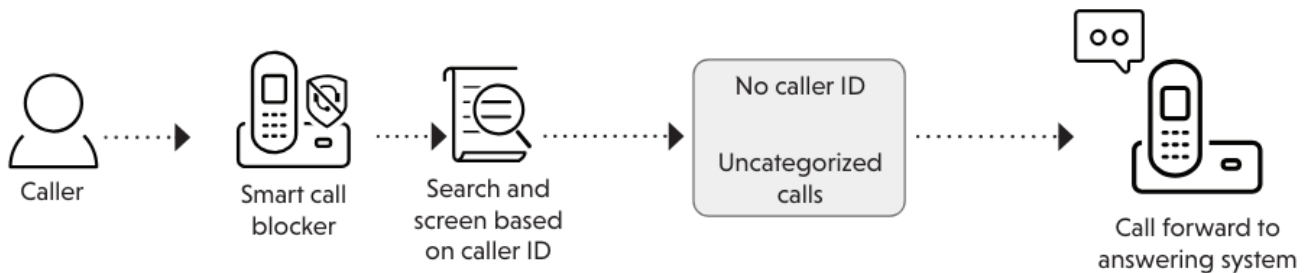 Caller
Smart call
blocker
Search and
screen based
on caller ID
No caller ID
Uncategorized
calls
Call forward to
answering system